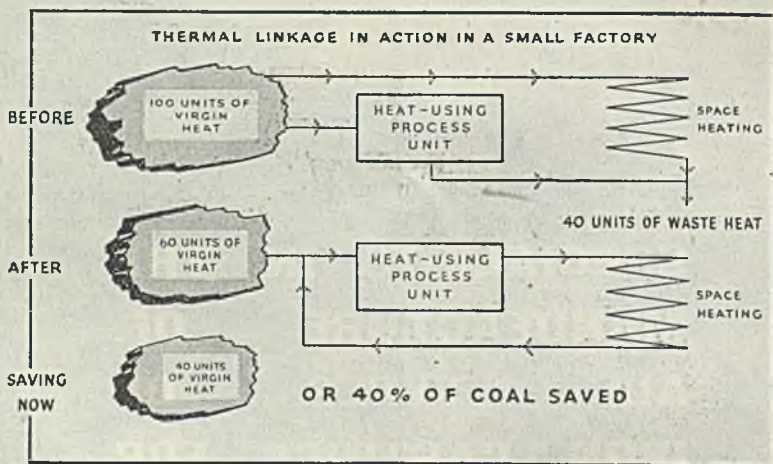 THERMAL LINKAGE IN ACTION IN A SMALL FACTORY
BEFORE
100 UNITS OF
VIRGIN
HEAT
HEAT-USING
PROCESS
UNIT
SPACE
HEATING
40 UNITS OF WASTE HEAT
AFTER
60 UNITS OF
VIRGIN
HEAT
HEAT-USING
PROCESS
UNIT
SPACE
HEATING
SAVING
NOW
40 UNITS
OF VIRGIN
HEAT
OR 40% OF COAL SAVED